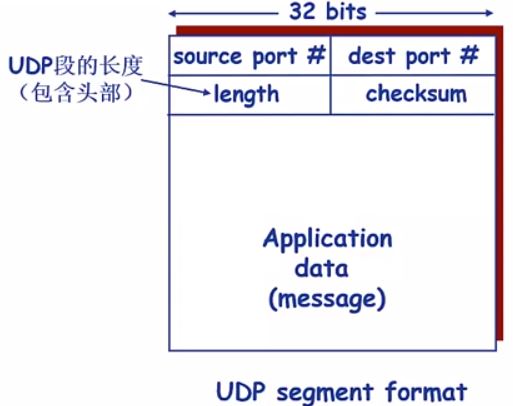 32 bits
source port #
dest port #
UDP段的长度
（包含头部）
length
checksum
Application
data
(message)
UDP segment format